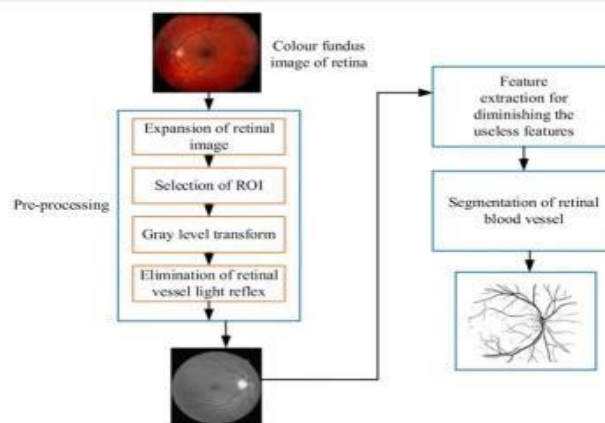 Colour fundus
image of retina
Pre-processing
Expansion of retinal
image
Selection of ROI
Gray level transform
Elimination of retinal
vessel light reflex
Feature
extraction for
diminishing the
useless features
Segmentation of retinal
blood vessel